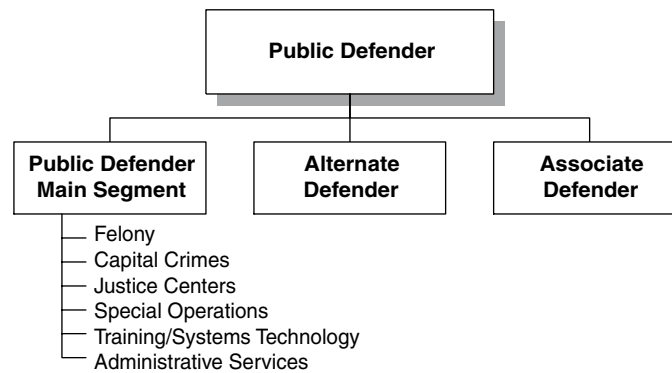 Public Defender
Public Defender
Main Segment
Alternate
Defender
Associate
Defender
Felony
Capital Crimes
Justice Centers
Special Operations
Training/Systems Technology
Administrative Services